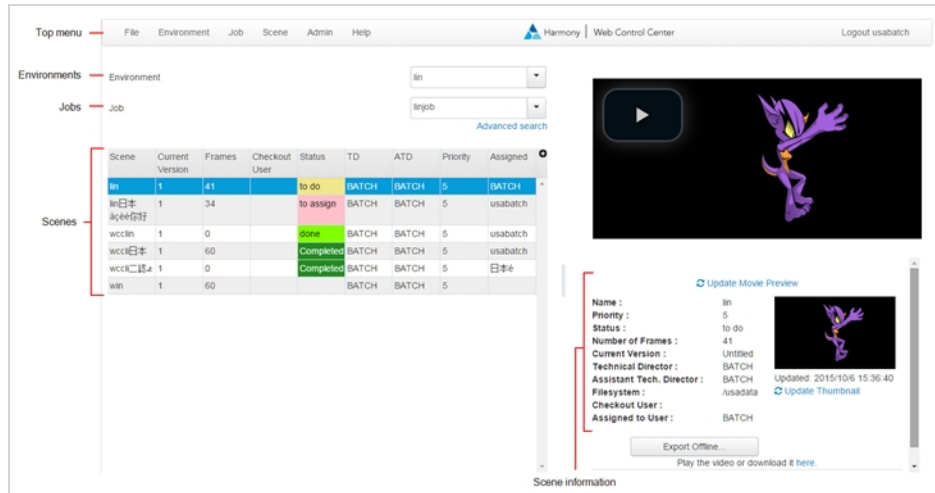 Top menu
File Environment Job Scene Admin Help
Harmony | Web Control Center
Logout usabatch
Environments
Environment
lin
Jobs
Job
linjob
Advanced search
Scenes
Scene Current Version Frames Checkout User Status TD ATD Priority Assigned
lin 1 41 to do BATCH BATCH 5 BATCH
lin日本 âçèé你好 1 34 to assign BATCH BATCH 5 usabatch
wcclin 1 0 done BATCH BATCH 5 usabatch
wccli日本 1 60 Completed BATCH BATCH 5 usabatch
1 0 Completed BATCH BATCH 5 日本é
win 1 60 BATCH BATCH 5
Update Movie Preview
Name : lin
Priority : 5
Status : to do
Number of Frames : 41
Current Version : Untitled
Technical Director : BATCH
Assistant Tech. Director : BATCH
Filesystem : /usadata
Checkout User :
Assigned to User : BATCH
Updated: 2015/10/6 15:36:40
Update Thumbnail
Export Offline...
Play the video or download it here.
Scene information